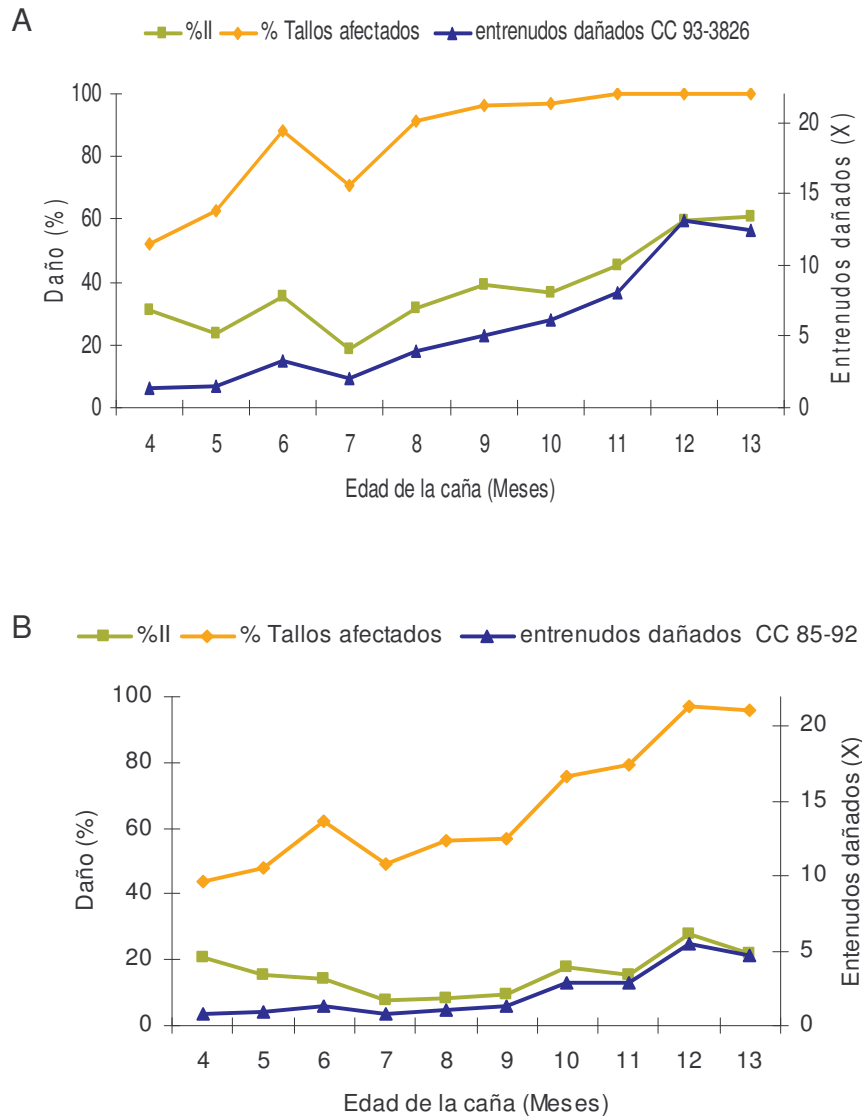 A
%II % Tallos afectados entrenudos dañados CC 93-3826
Daño (%)
100
80
60
40
20
0
20
15
10
5
0
Entrenudos dañados (X)
4 5 6 7 8 9 10 11 12 13
Edad de la caña (Meses)
B
%II % Tallos afectados entrenudos dañados CC 85-92
Daño (%)
100
80
60
40
20
0
20
15
10
5
0
Entenudos dañados (X)
4 5 6 7 8 9 10 11 12 13
Edad de la caña (Meses)